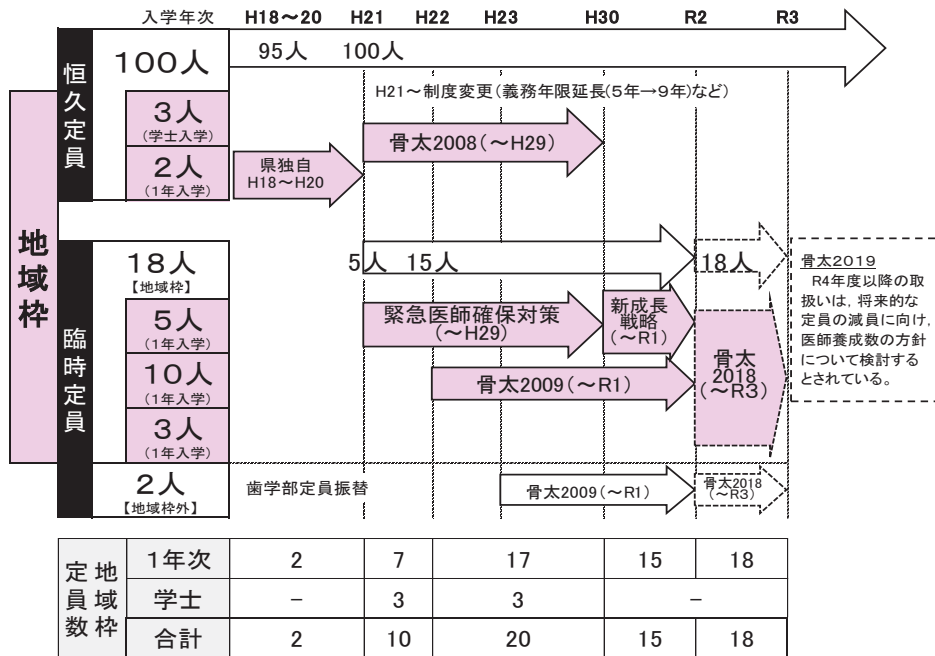 入学年次 H18～20 H21 H22 H23 H30 R2 R3
地域枠
恒久定員
100人
95人 100人
H21～制度変更(義務年限延長(5年→9年)など)
3人
(学士入学)
2人
(1年入学)
県独自
H18～H20
骨太2008(～H29)
臨時定員
18人
【地域枠】
5人 15人 18人
5人
(1年入学)
緊急医師確保対策
(～H29)
新成長
戦略
(～R1)
10人
(1年入学)
骨太2009(～R1)
骨太
2018
(～R3)
3人
(1年入学)
2人
【地域枠外】
歯学部定員振替
骨太2009(～R1)
骨太2018
(～R3)
骨太2019
R4年度以降の取
扱いは，将来的な
定員の減員に向け，
医師養成数の方針
について検討する
とされている。
地域枠
定員数
1年次 2 7 17 15 18
学士 － 3 3 －
合計 2 10 20 15 18